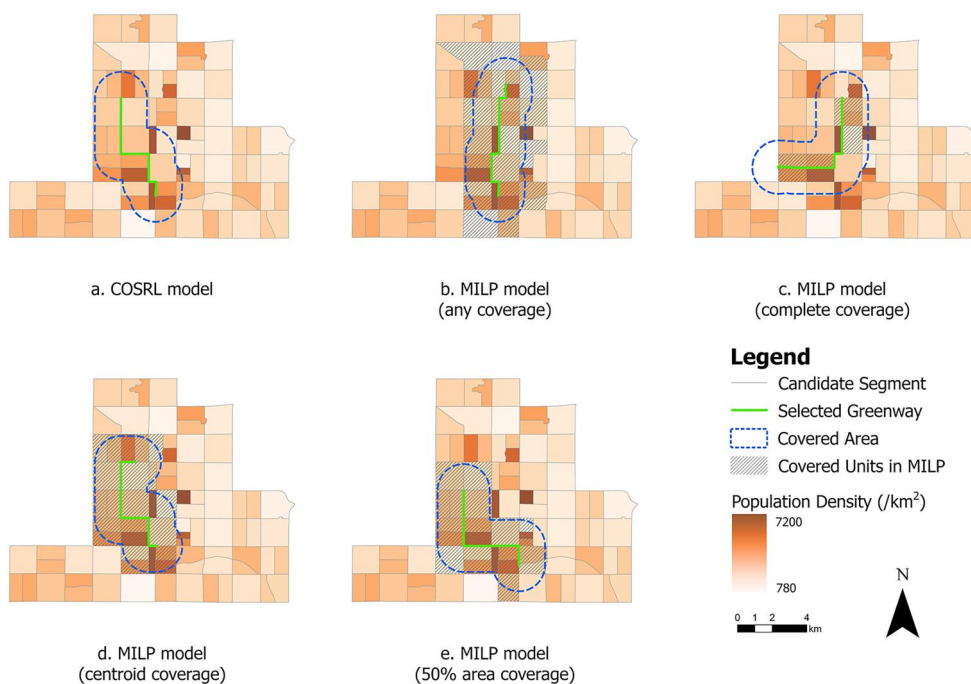 a. COSRL model
b. MILP model
(any coverage)
c. MILP model
(complete coverage)
Legend
Candidate Segment
Selected Greenway
Covered Area
Covered Units in MILP
Population Density (/km²)
7200
780
0 1 2 4
km
N
d. MILP model
(centroid coverage)
e. MILP model
(50% area coverage)